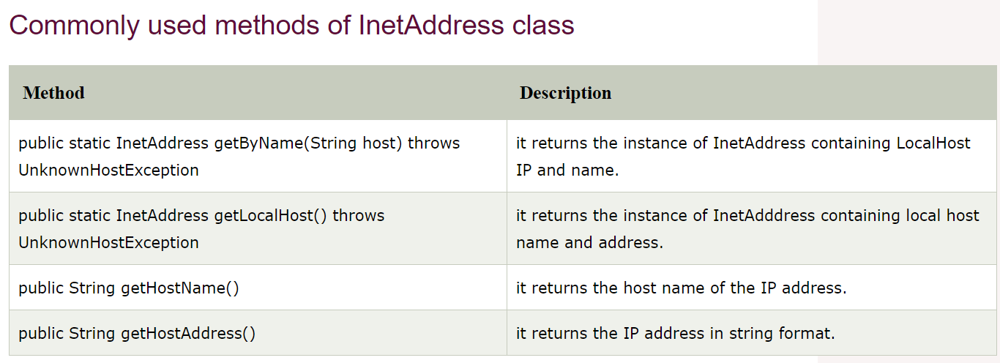 Commonly used methods of InetAddress class
Method
Description
public static InetAddress getByName(String host) throws
UnknownHostException
it returns the instance of InetAddress containing LocalHost
IP and name.
public static InetAddress getLocalHost() throws
UnknownHostException
it returns the instance of InetAdddress containing local host
name and address.
public String getHostName()
it returns the host name of the IP address.
public String getHostAddress()
it returns the IP address in string format.